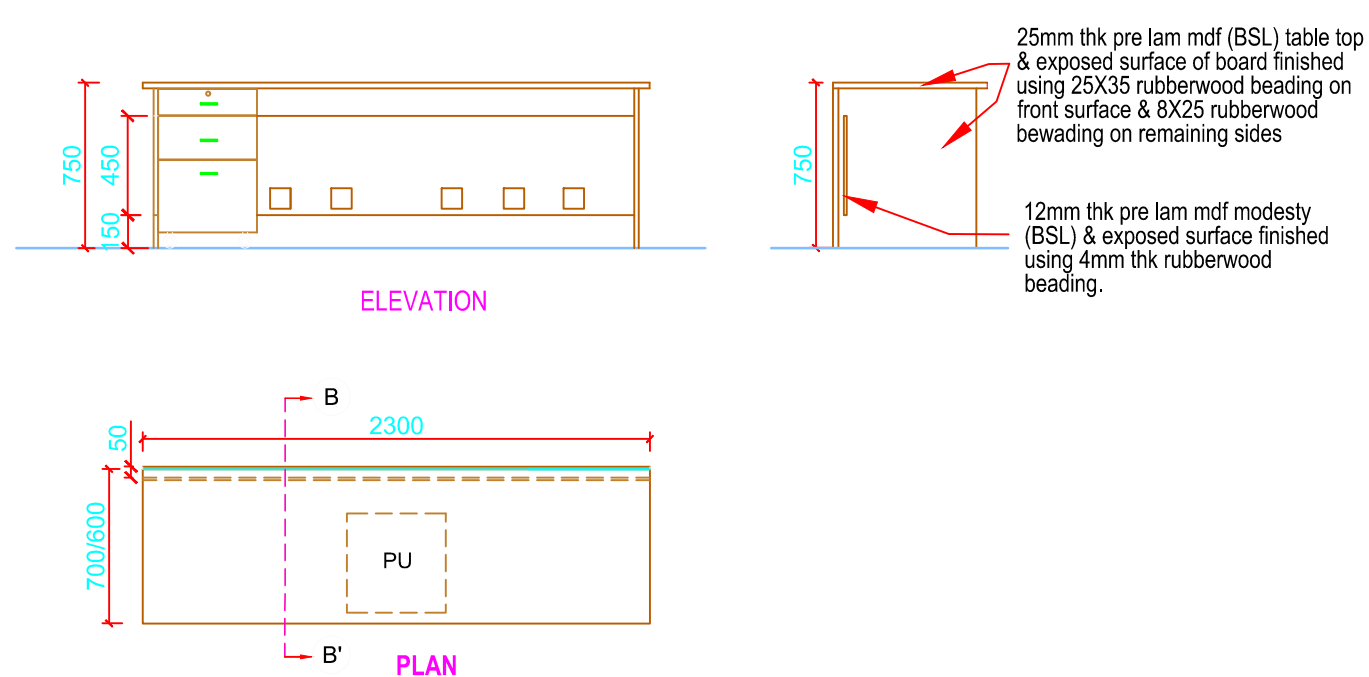 25mm thk pre lam mdf (BSL) table top
& exposed surface of board finished
using 25X35 rubberwood beading on
front surface & 8X25 rubberwood
bewading on remaining sides
750
450
150
750
12mm thk pre lam mdf modesty
(BSL) & exposed surface finished
using 4mm thk rubberwood
beading.
ELEVATION
B
2300
50
700/600
PU
B'
PLAN